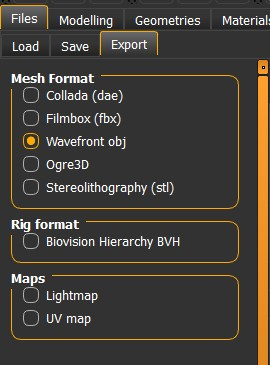 Files Modelling Geometries Materials
Load Save Export
Mesh Format
Collada (dae)
Filmbox (fbx)
Wavefront obj
Ogre3D
Stereolithography (stl)
Rig format
Biovision Hierarchy BVH
Maps
Lightmap
UV map